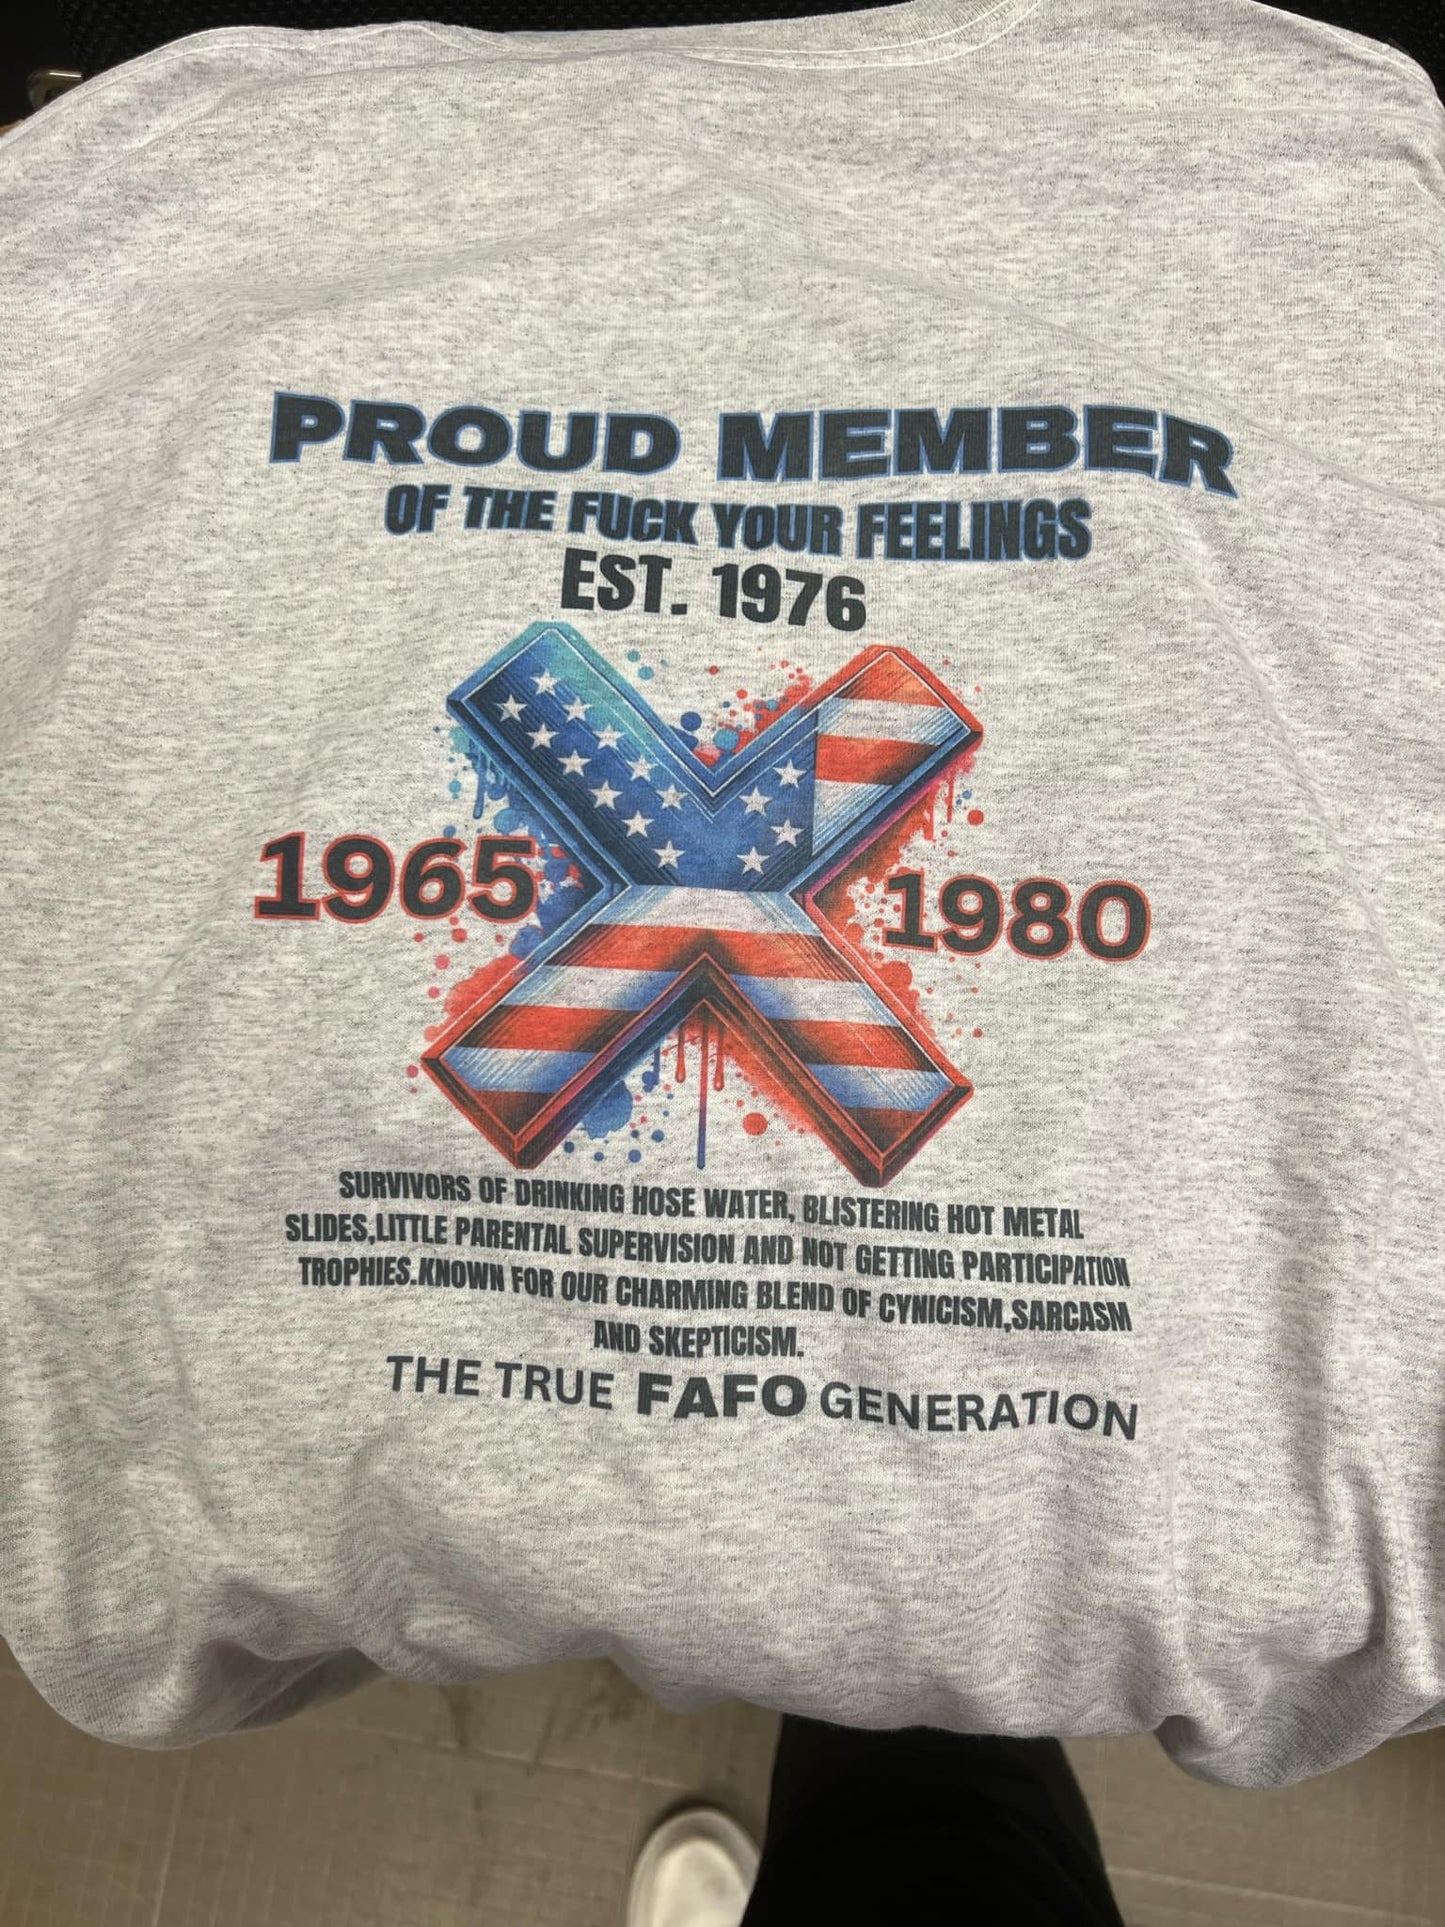 PROUD MEMBER
OF THE FUCK YOUR FEELINGS
EST. 1976
1965
1980
SURVIVORS OF DRINKING HOSE WATER, BLISTERING HOT METAL
SLIDES,LITTLE PARENTAL SUPERVISION AND NOT GETTING PARTICIPATION
TROPHIES.KNOWN FOR OUR CHARMING BLEND OF CYNICISM,SARCASM
AND SKEPTICISM.
THE TRUE FAFO GENERATION